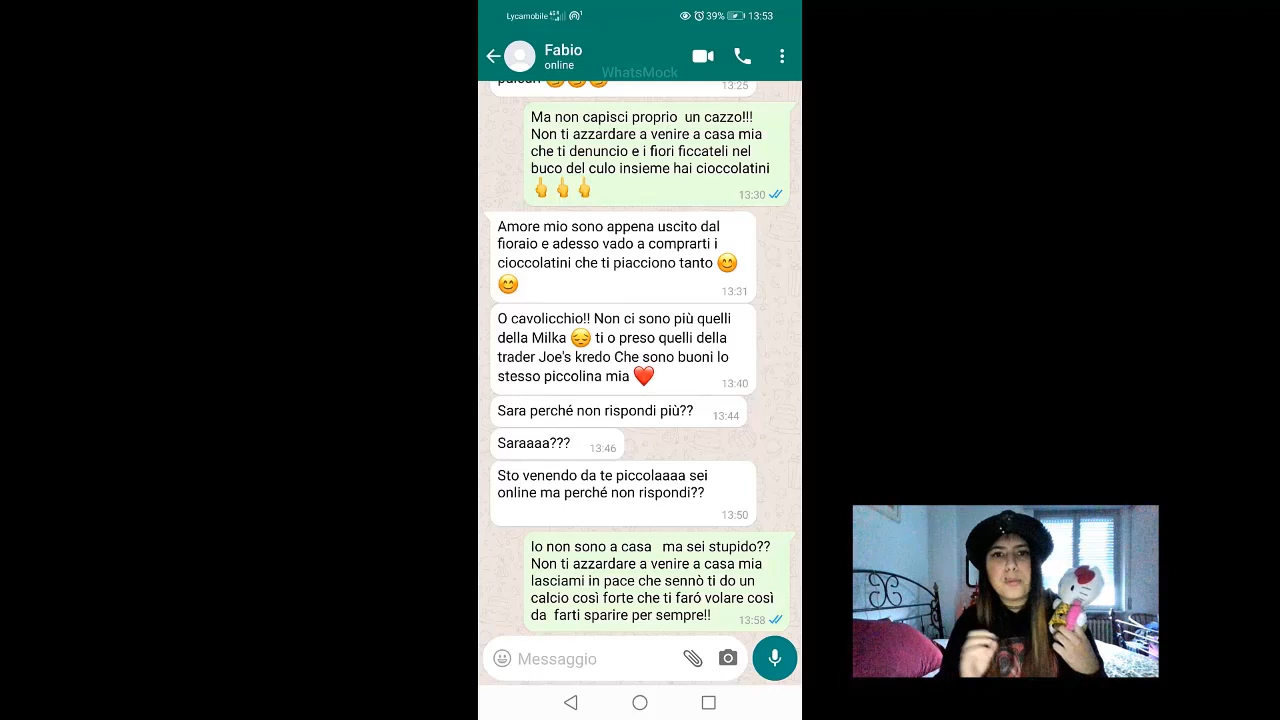 Lycamobile 39% 13:53
Fabio
online
WhatsMock
13:25
Ma non capisci proprio un cazzo!!!
Non ti azzardare a venire a casa mia
che ti denuncio e i fiori ficcateli nel
buco del culo insieme hai cioccolatini
🖕🖕🖕 13:30
Amore mio sono appena uscito dal
fioraio e adesso vado a comprarti i
cioccolatini che ti piacciono tanto 😊
😊 13:31
O cavolicchio!! Non ci sono più quelli
della Milka 😔 ti o preso quelli della
trader Joe's kredo Che sono buoni lo
stesso piccolina mia ❤️ 13:40
Sara perché non rispondi più?? 13:44
Saraaaa??? 13:46
Sto venendo da te piccolaaaa sei
online ma perché non rispondi??
13:50
Io non sono a casa ma sei stupido??
Non ti azzardare a venire a casa mia
lasciami in pace che sennò ti do un
calcio così forte che ti faró volare così
da farti sparire per sempre!! 13:58
Messaggio